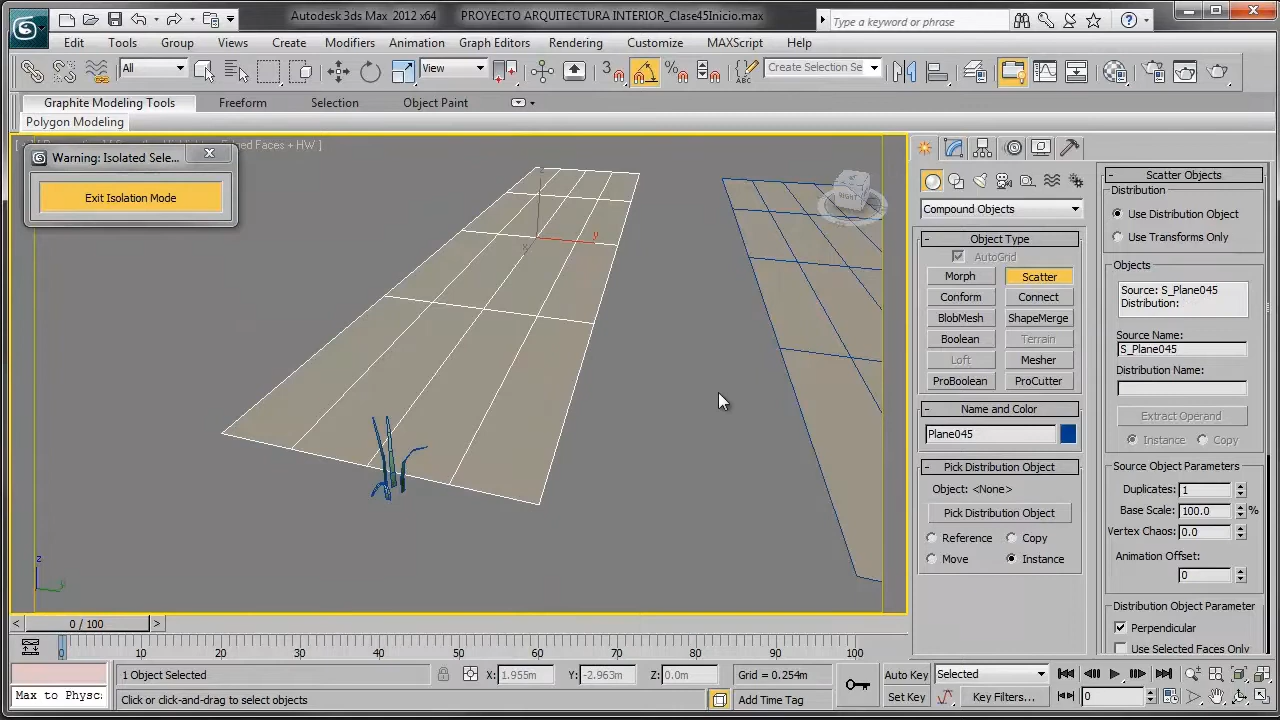 Autodesk 3ds Max 2012 x64 PROYECTO ARQUITECTURA INTERIOR_Clase45Inicio.max
Type a keyword or phrase
Edit Tools Group Views Create Modifiers Animation Graph Editors Rendering Customize MAXScript Help
All View 3 Create Selection Se
Graphite Modeling Tools Freeform Selection Object Paint
Polygon Modeling
Faces + HW ]
Warning: Isolated Sele...
Exit Isolation Mode
RIGHT
x
y
z
y
Compound Objects
Object Type
AutoGrid
Morph Scatter
Conform Connect
BlobMesh ShapeMerge
Boolean Terrain
Loft Mesher
ProBoolean ProCutter
Name and Color
Plane045
Pick Distribution Object
Object: <None>
Pick Distribution Object
Reference Copy
Move Instance
Scatter Objects
Distribution
Use Distribution Object
Use Transforms Only
Objects
Source: S_Plane045
Distribution:
Source Name:
S_Plane045
Distribution Name:
Extract Operand
Instance Copy
Source Object Parameters
Duplicates: 1
Base Scale: 100.0 %
Vertex Chaos: 0.0
Animation Offset:
0
Distribution Object Parameter
Perpendicular
Use Selected Faces Only
< 0 / 100 >
0 10 20 30 40 50 60 70 80 90 100
1 Object Selected X: 1.955m Y: -2.963m Z: 0.0m Grid = 0.254m Auto Key Selected
Max to Physc: Click or click-and-drag to select objects Add Time Tag Set Key Key Filters... 0